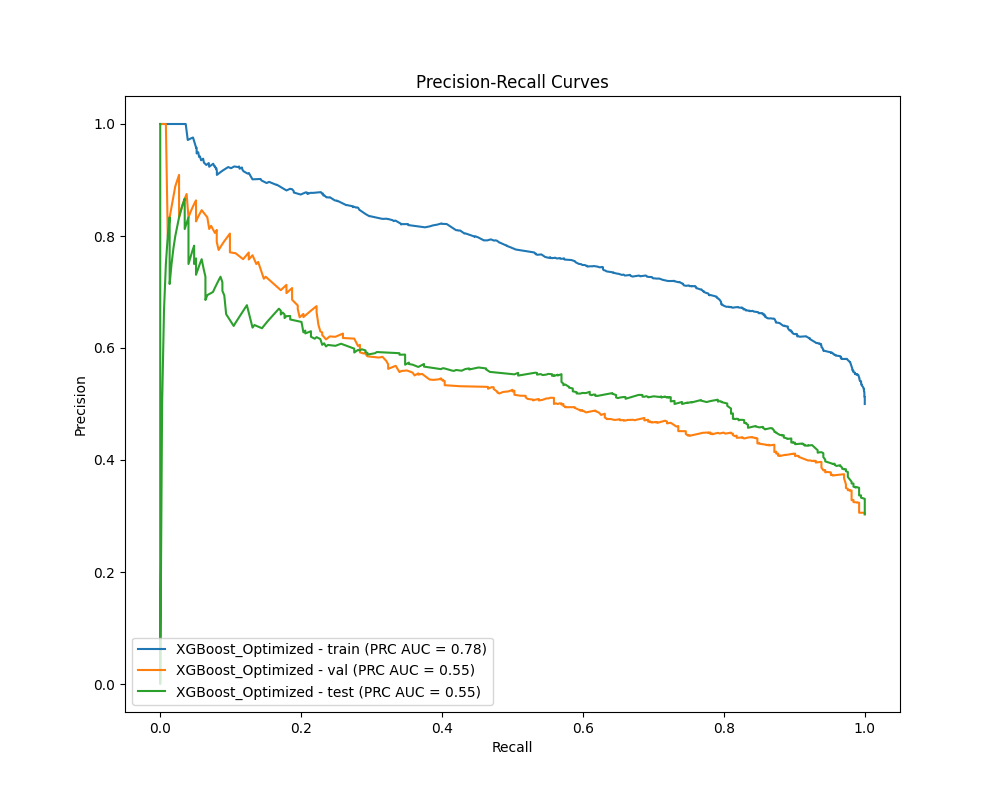 Precision-Recall Curves
1.0
0.8
0.6
0.4
0.2
0.0
Precision
XGBoost_Optimized - train (PRC AUC = 0.78)
XGBoost_Optimized - val (PRC AUC = 0.55)
XGBoost_Optimized - test (PRC AUC = 0.55)
0.0 0.2 0.4 0.6 0.8 1.0
Recall